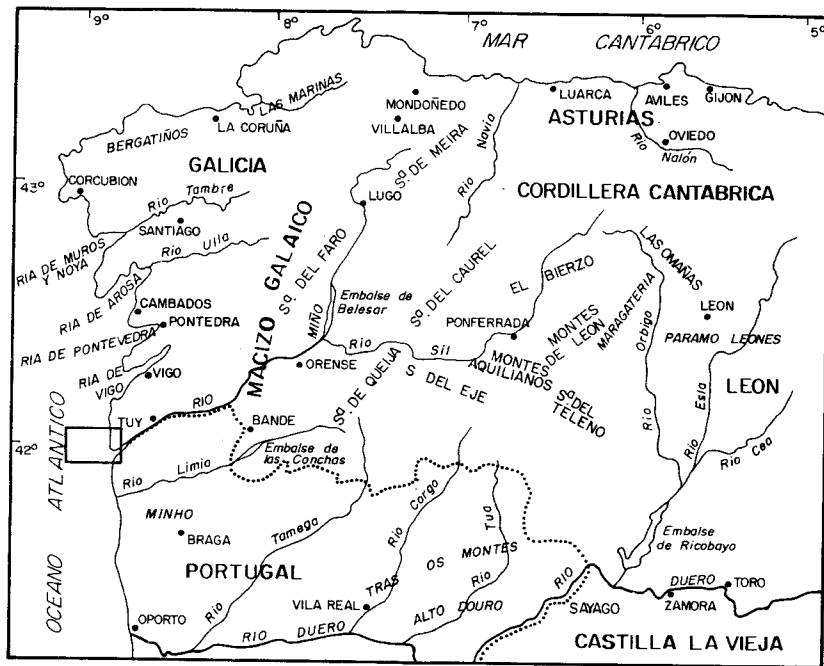 9°
8°
7°
6°
5°
MAR CANTABRICO
LAS MARINAS
MONDOÑEDO
LUARCA
AVILES
GIJON
BERGATIÑOS
LA CORUÑA
VILLALBA
ASTURIAS
OVIEDO
Rio Nalón
Rio Navia
Sª. DE MEIRA
GALICIA
43°
CORCUBION
Rio Tambre
LUGO
CORDILLERA CANTABRICA
SANTIAGO
RIA DE MUROS
Y NOYA
Rio Ulla
MACIZO GALAICO
Sª. DEL FARO
LAS OMAÑAS
RIA DE AROSA
CAMBADOS
PONTEDRA
RIA DE PONTEVEDRA
MIÑO
Embalse de
Belesar
Sª. DEL CAUREL
EL BIERZO
PONFERRADA
MONTES
DE LEON
MARAGATERIA
LEON
PARAMO LEONES
Rio Orbigo
RIA DE
VIGO
VIGO
ORENSE
Rio Sil
MONTES
AQUILIANOS
Sª DEL
TELENO
S DEL EJE
Sª. DE QUEIJA
LEON
Rio Esla
RIO
TUY
BANDE
42°
Embalse de
las Conchas
Rio Limia
Rio Cea
OCEANO ATLANTICO
MINHO
BRAGA
Rio Tamega
Rio Corgo
Rio Tua
Embalse
de Ricobayo
PORTUGAL
TRAS OS MONTES
VILA REAL
ALTO DOURO
OPORTO
RIO DUERO
RIO DUERO
SAYAGO
ZAMORA
TORO
CASTILLA LA VIEJA